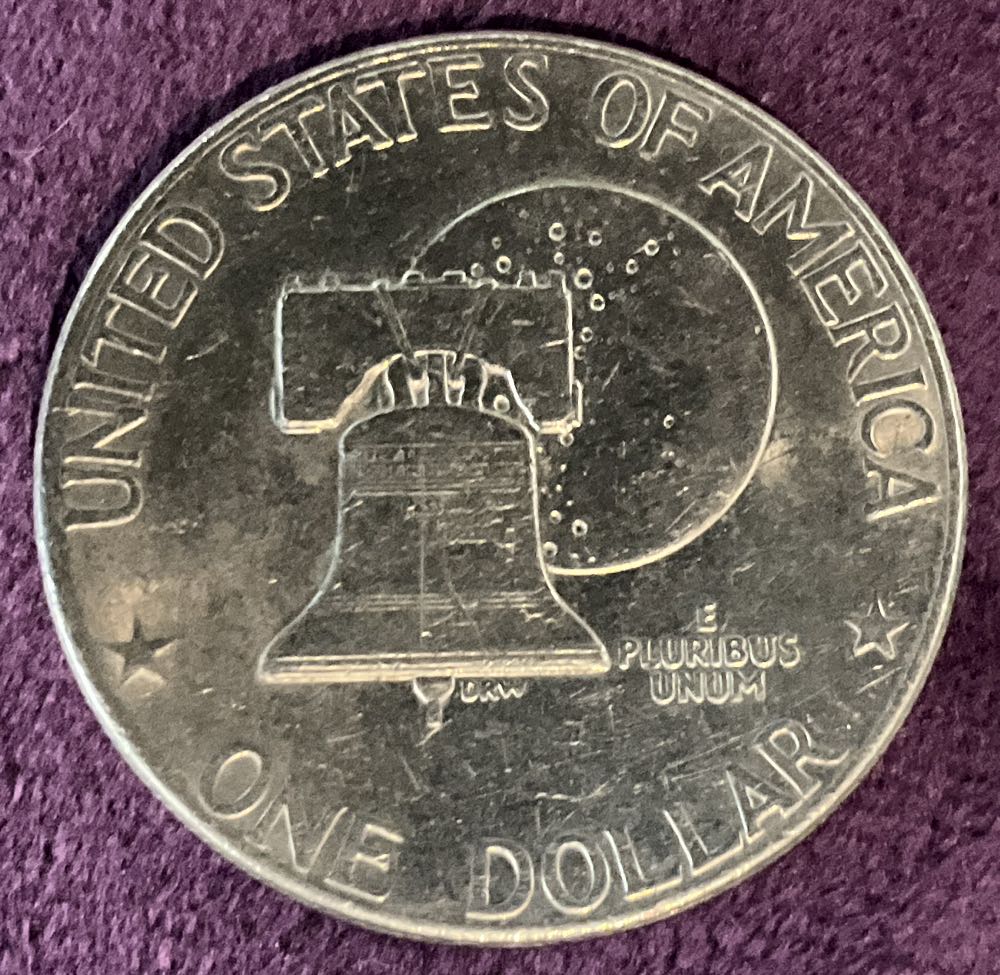 UNITED STATES OF AMERICA
E
PLURIBUS
UNUM
DRW
ONE DOLLAR